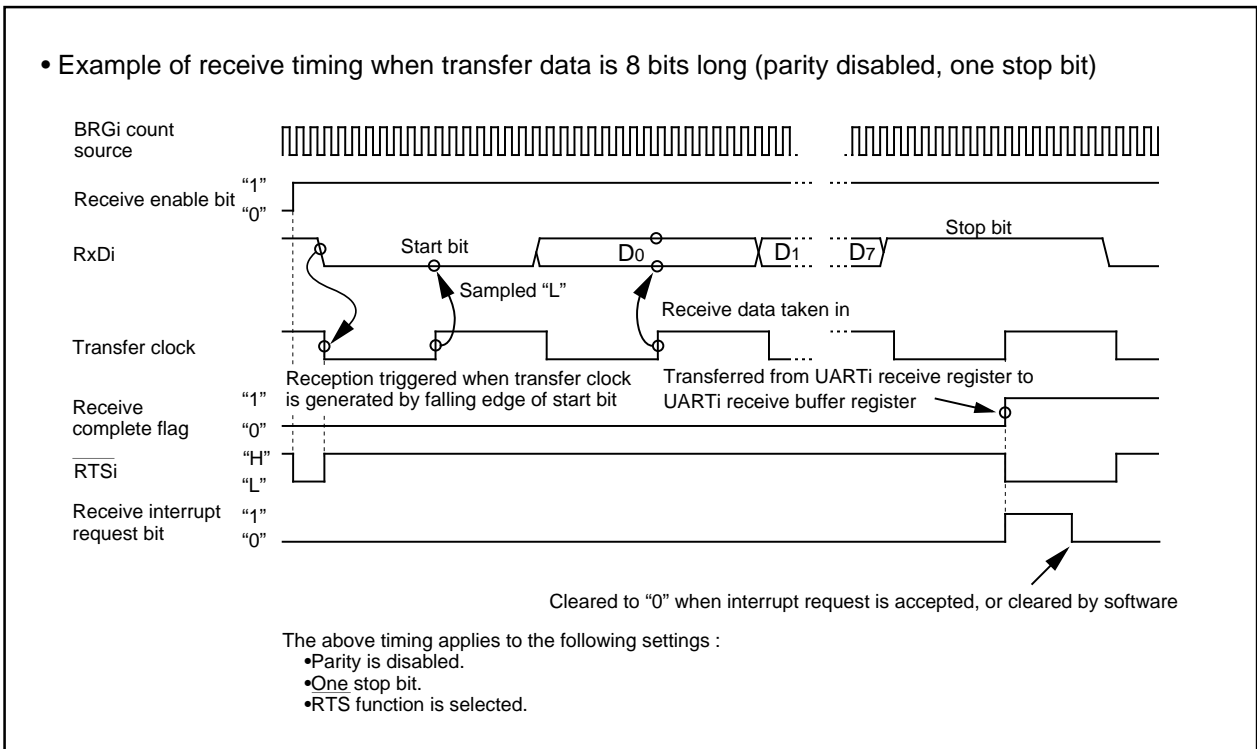 • Example of receive timing when transfer data is 8 bits long (parity disabled, one stop bit)
BRGi count
source
Receive enable bit
“1”
“0”
RxDi
Start bit
D0
D1
D7
Stop bit
Sampled “L”
Receive data taken in
Transfer clock
Reception triggered when transfer clock
is generated by falling edge of start bit
Transferred from UARTi receive register to
UARTi receive buffer register
Receive
complete flag
“1”
“0”
RTSi
“H”
“L”
Receive interrupt
request bit
“1”
“0”
Cleared to “0” when interrupt request is accepted, or cleared by software
The above timing applies to the following settings :
•Parity is disabled.
•One stop bit.
•RTS function is selected.